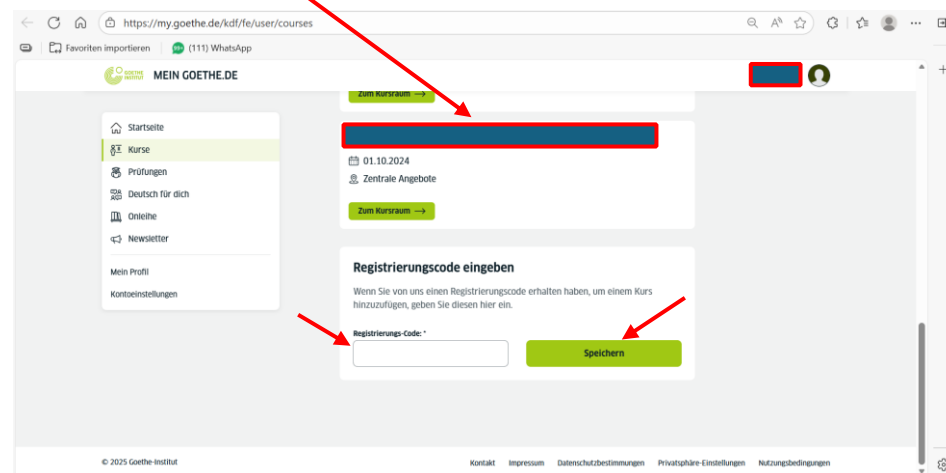 https://my.goethe.de/kdf/fe/user/courses
Favoriten importieren
(111) WhatsApp
GOETHE INSTITUT
MEIN GOETHE.DE
Zum Kursraum →
Startseite
Kurse
Prüfungen
Deutsch für dich
Onleihe
Newsletter
Mein Profil
Kontoeinstellungen
01.10.2024
Zentrale Angebote
Zum Kursraum →
Registrierungscode eingeben
Wenn Sie von uns einen Registrierungscode erhalten haben, um einem Kurs
hinzuzufügen, geben Sie diesen hier ein.
Registrierungs-Code: *
Speichern
© 2025 Goethe-Institut
Kontakt Impressum Datenschutzbestimmungen Privatsphäre-Einstellungen Nutzungsbedingungen